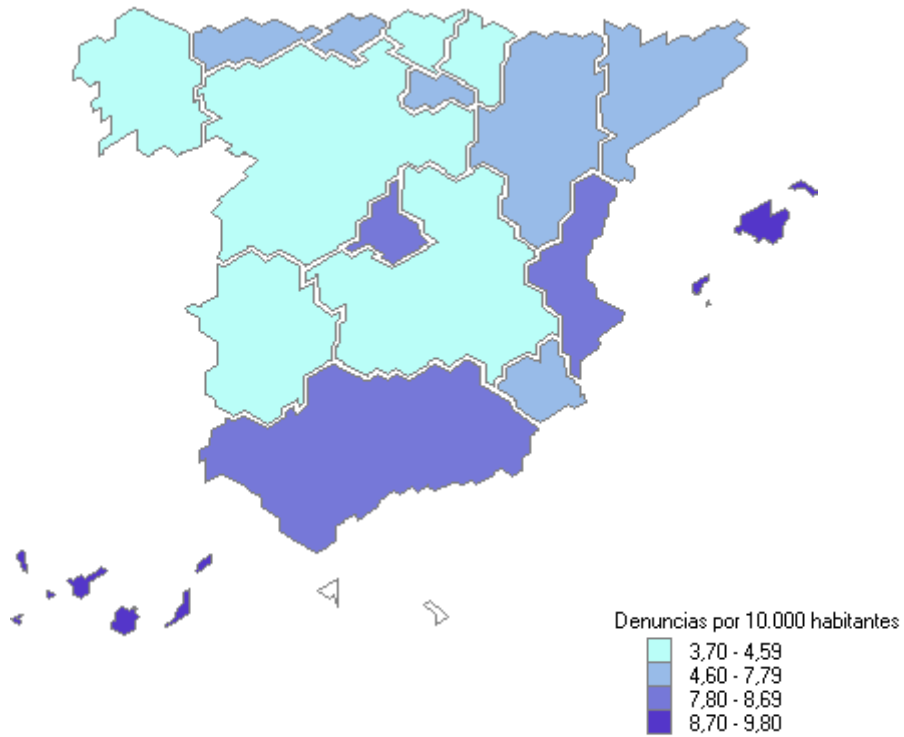 Denuncias por 10.000 habitantes
3,70 - 4,59
4,60 - 7,79
7,80 - 8,69
8,70 - 9,80